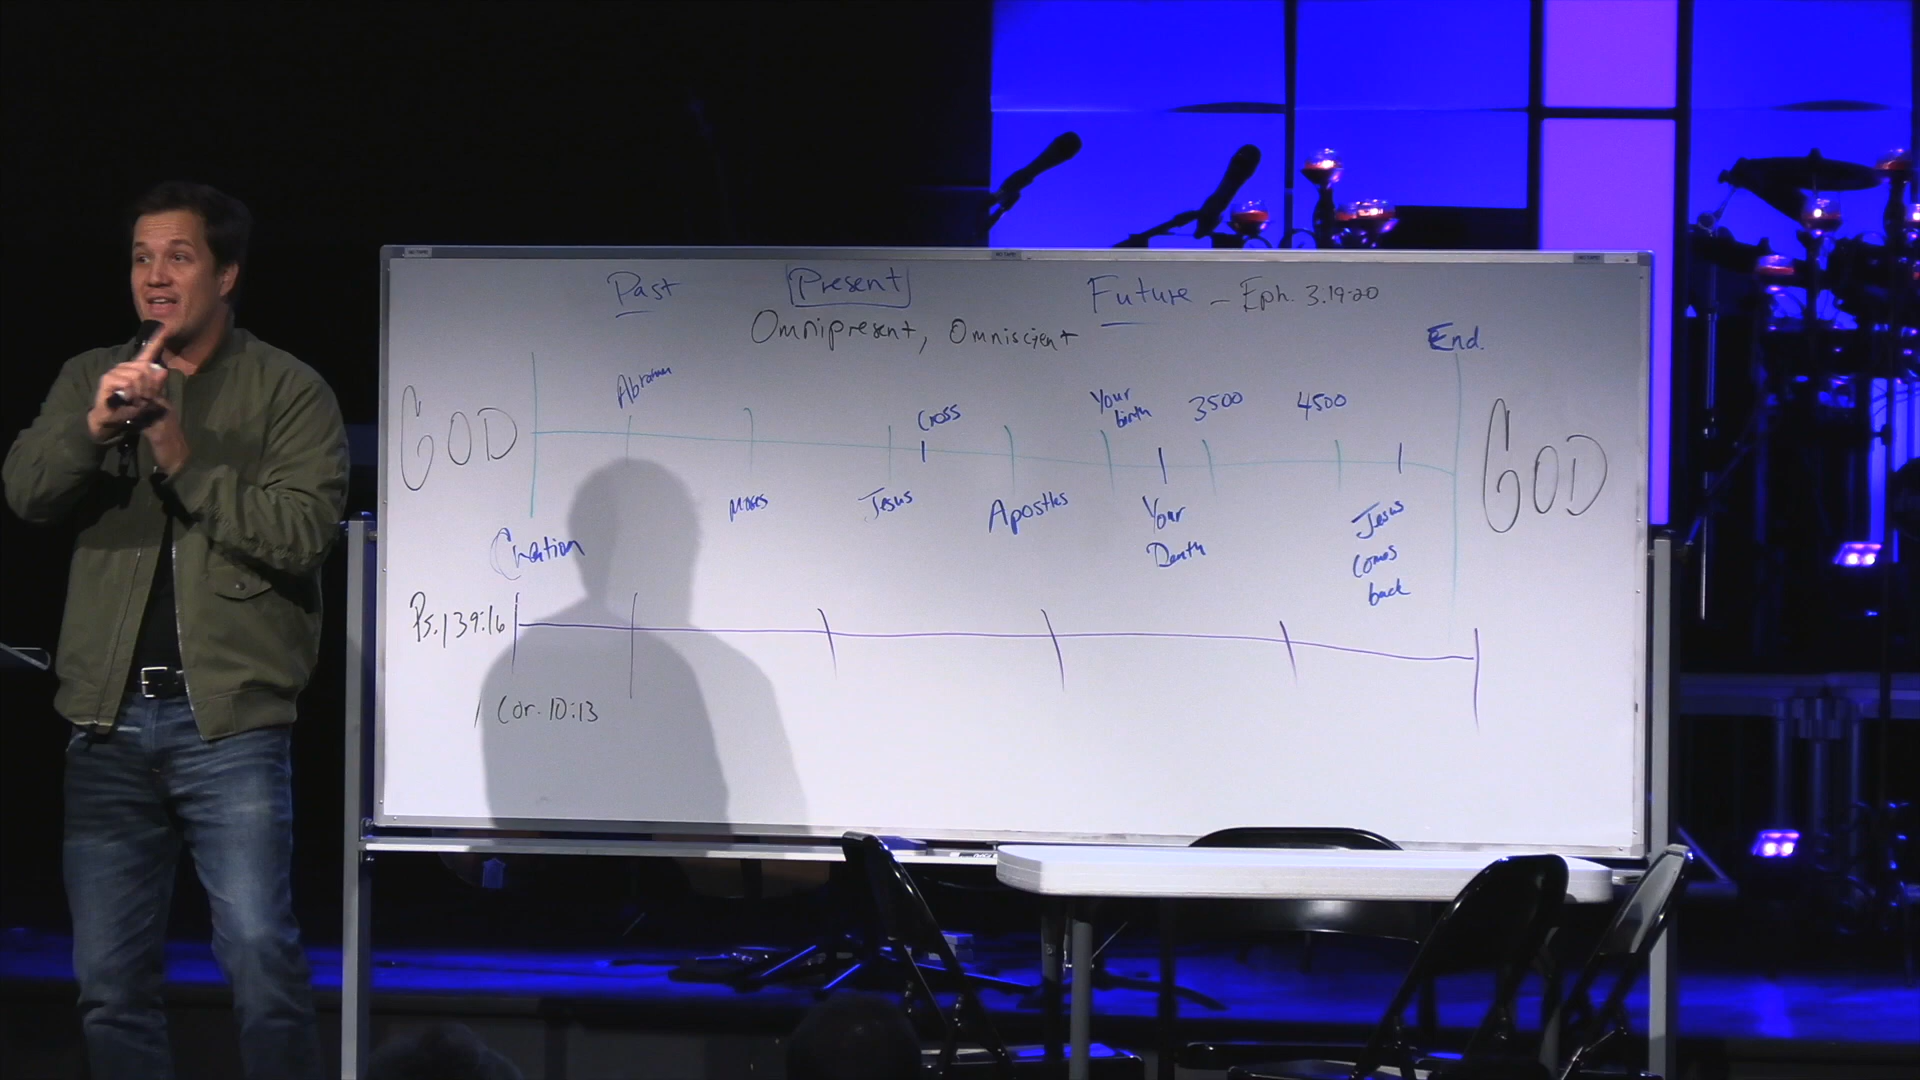 Past Present Future - Eph. 3:19-20
Omnipresent, Omniscient
End.
Abraham
Cross
Your birth
3500
4500
GOD
GOD
Moses
Jesus
Apostles
Your Death
Jesus comes back
Creation
Ps. 139:16
1 Cor. 10:13